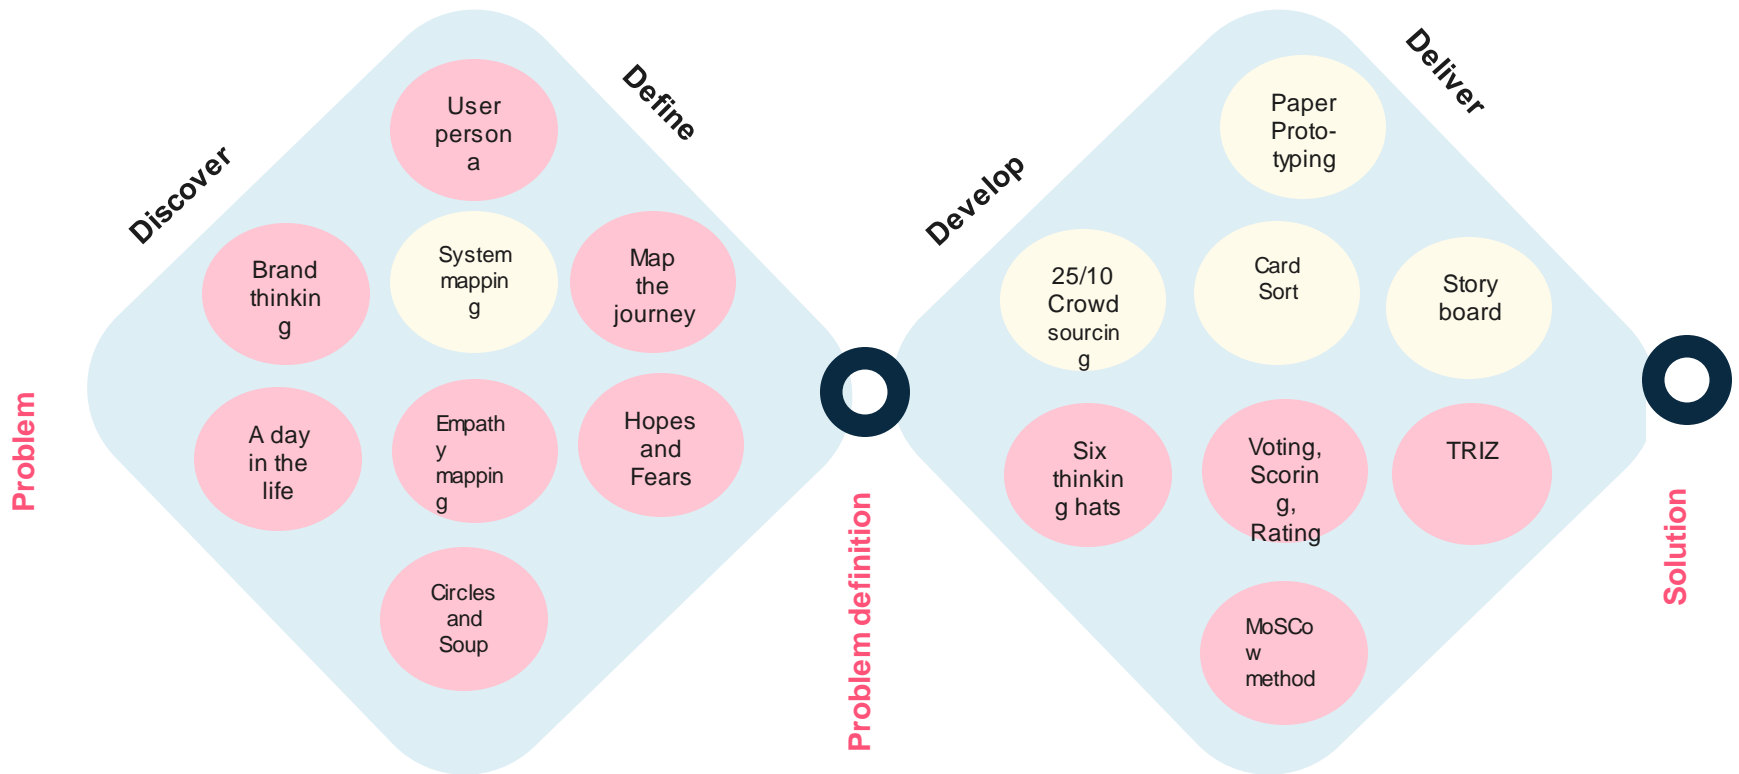 Problem
Discover
Define
User
person
a
Brand
thinkin
g
System
mappin
g
Map
the
journey
A day
in the
life
Empath
y
mappin
g
Hopes
and
Fears
Circles
and
Soup
Problem definition
Develop
Deliver
Paper
Proto-
typing
25/10
Crowd
sourcin
g
Card
Sort
Story
board
Six
thinkin
g hats
Voting,
Scorin
g,
Rating
TRIZ
MoSCo
w
method
Solution